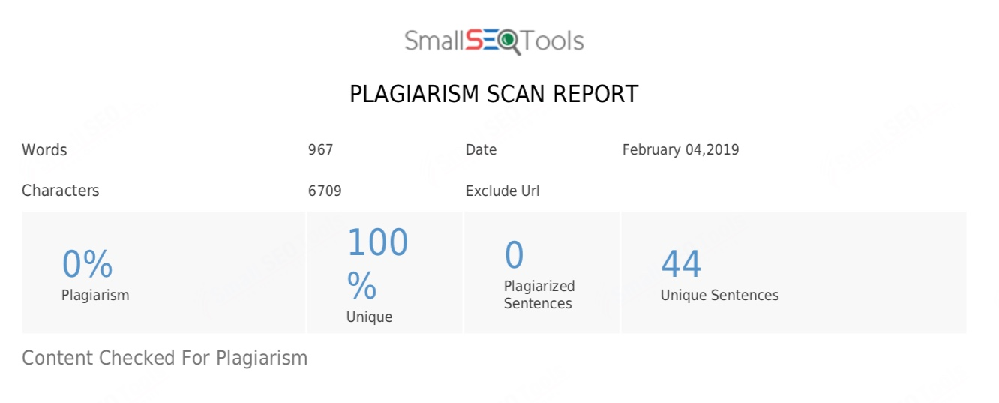 SmallSEOTools
PLAGIARISM SCAN REPORT
Words 967 Date February 04,2019
Characters 6709 Exclude Url
0%
Plagiarism
100
%
Unique
0
Plagiarized
Sentences
44
Unique Sentences
Content Checked For Plagiarism